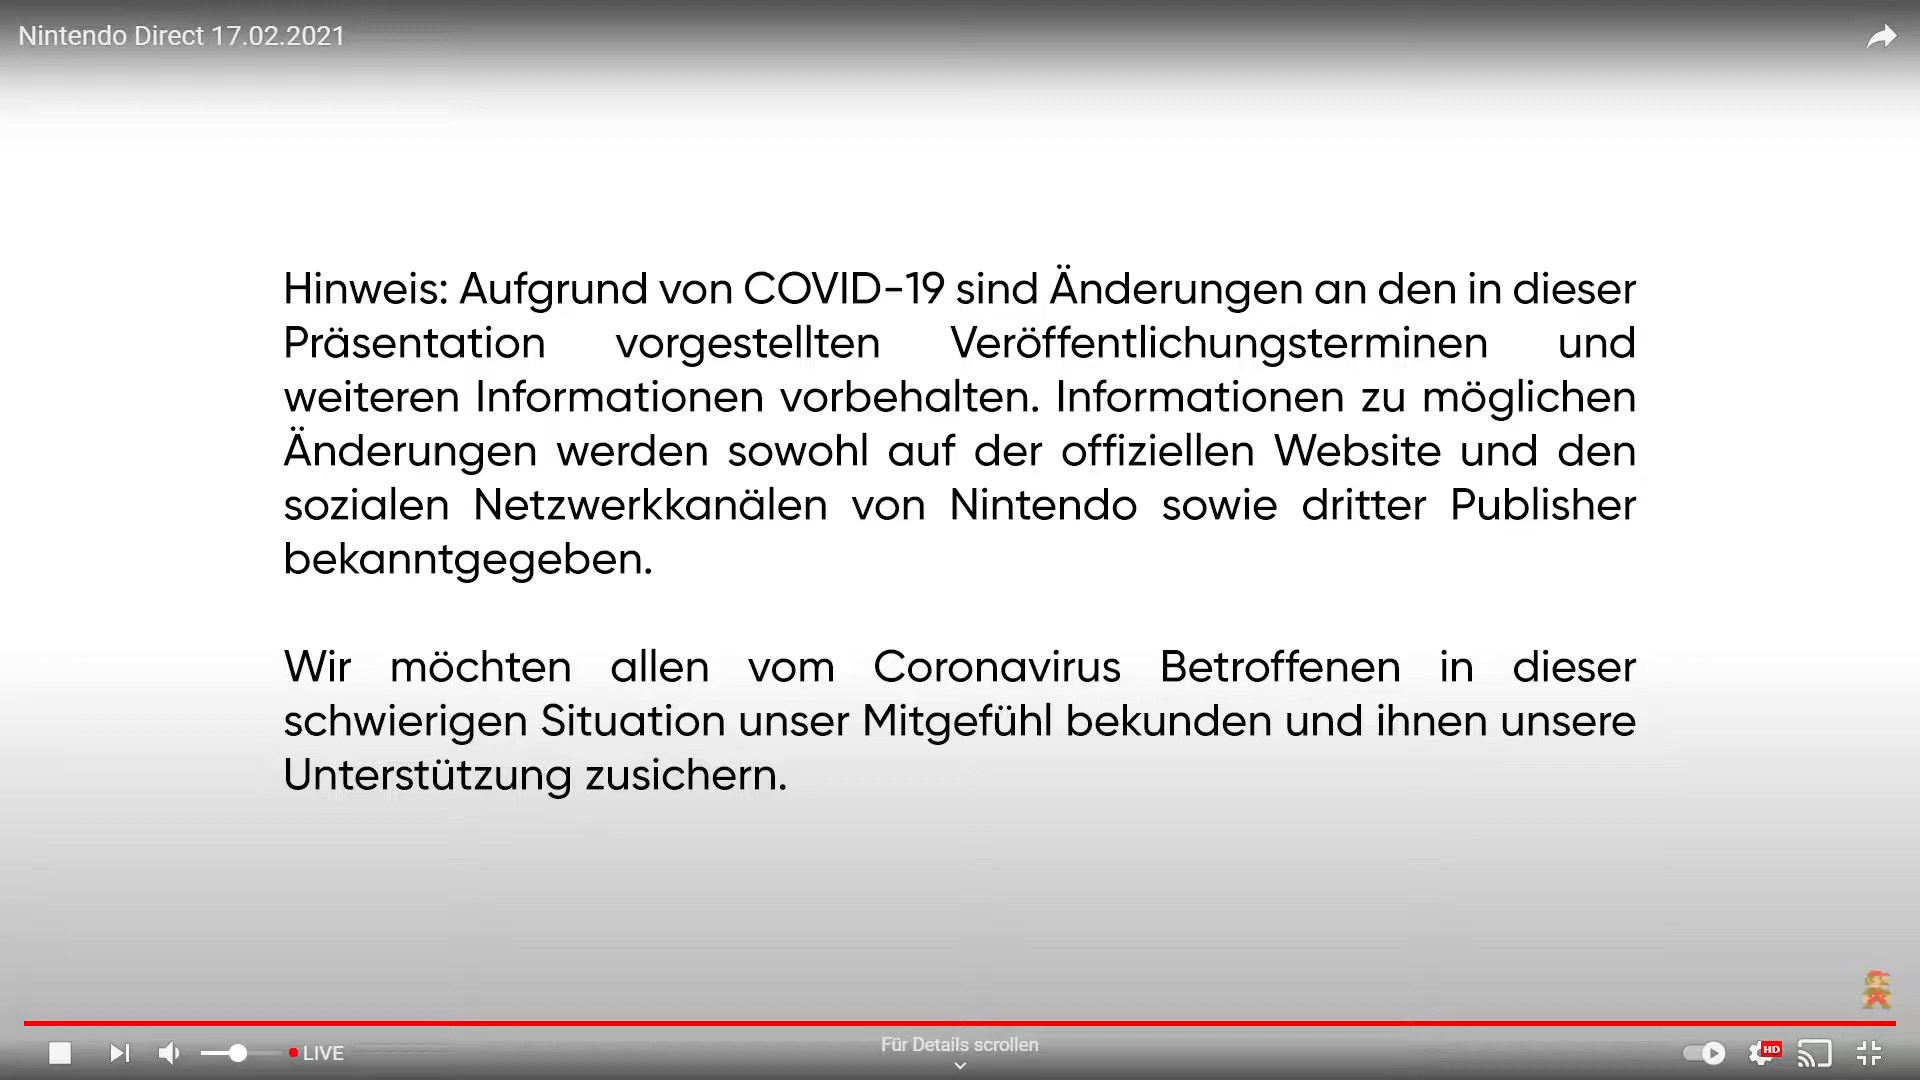 Nintendo Direct 17.02.2021
Hinweis: Aufgrund von COVID-19 sind Änderungen an den in dieser
Präsentation vorgestellten Veröffentlichungsterminen und
weiteren Informationen vorbehalten. Informationen zu möglichen
Änderungen werden sowohl auf der offiziellen Website und den
sozialen Netzwerkkanälen von Nintendo sowie dritter Publisher
bekanntgegeben.
Wir möchten allen vom Coronavirus Betroffenen in dieser
schwierigen Situation unser Mitgefühl bekunden und ihnen unsere
Unterstützung zusichern.
LIVE
Für Details scrollen
HD